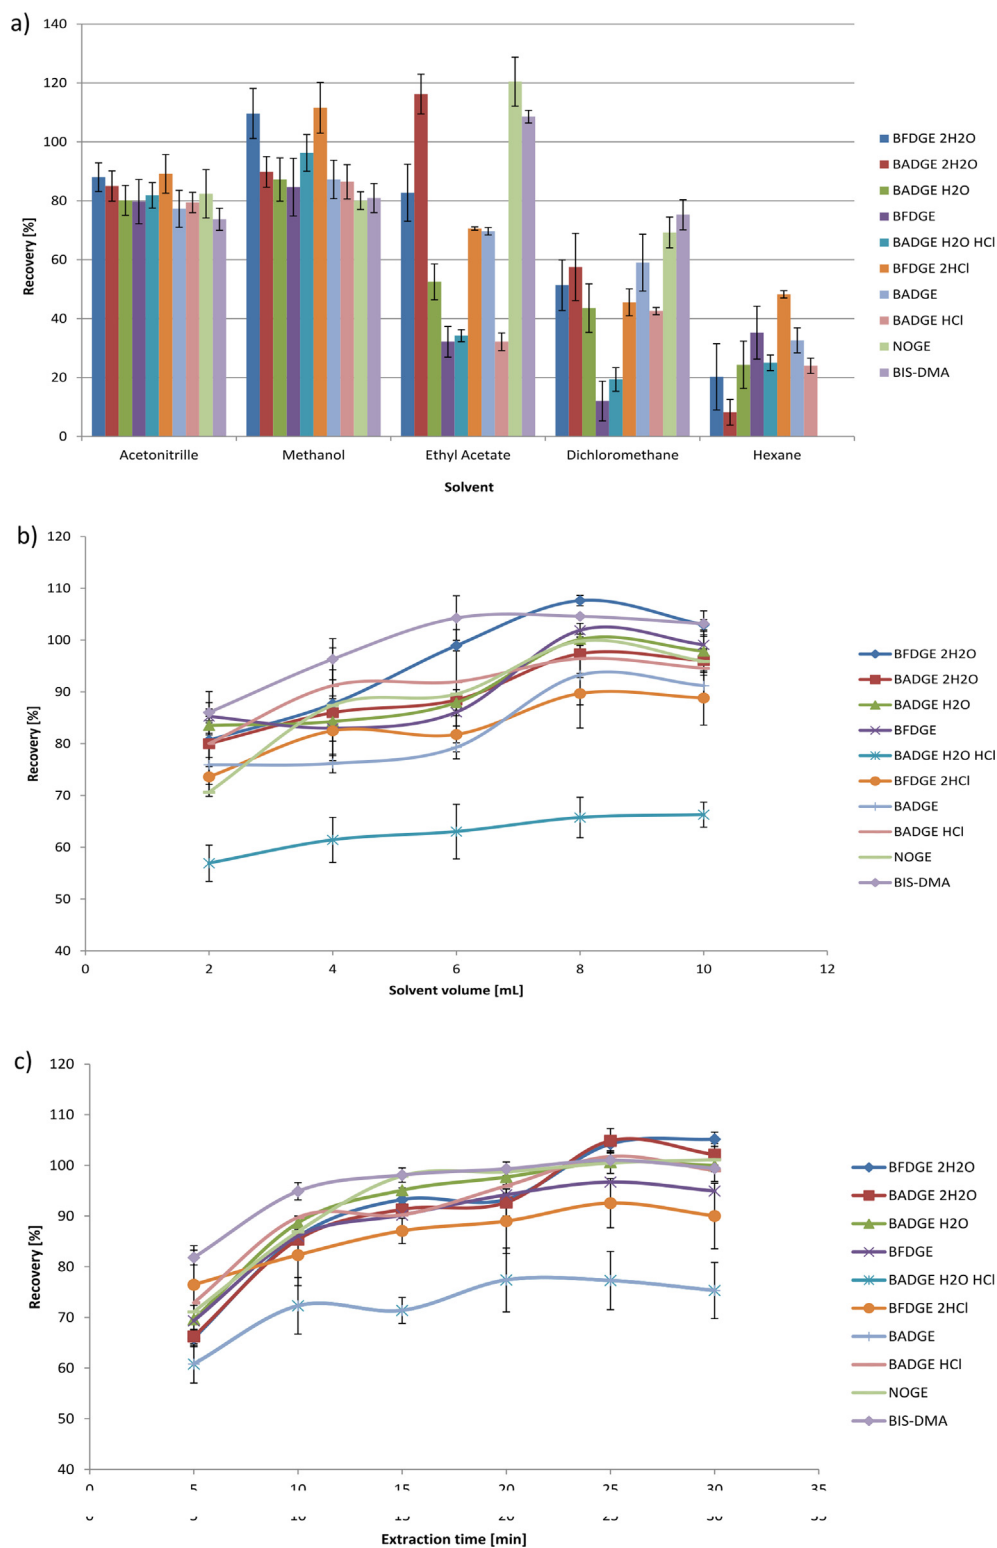 a)
140
120
100
80
60
40
20
0
Recovery [%]
Acetonitrille Methanol Ethyl Acetate Dichloromethane Hexane
Solvent
BFDGE 2H2O
BADGE 2H2O
BADGE H2O
BFDGE
BADGE H2O HCl
BFDGE 2HCl
BADGE
BADGE HCl
NOGE
BIS-DMA
b)
120
110
100
90
80
70
60
50
40
Recovery [%]
0 2 4 6 8 10 12
Solvent volume [mL]
BFDGE 2H2O
BADGE 2H2O
BADGE H2O
BFDGE
BADGE H2O HCl
BFDGE 2HCl
BADGE
BADGE HCl
NOGE
BIS-DMA
c)
120
110
100
90
80
70
60
50
40
Recovery [%]
0 5 10 15 20 25 30 35
Extraction time [min]
BFDGE 2H2O
BADGE 2H2O
BADGE H2O
BFDGE
BADGE H2O HCl
BFDGE 2HCl
BADGE
BADGE HCl
NOGE
BIS-DMA